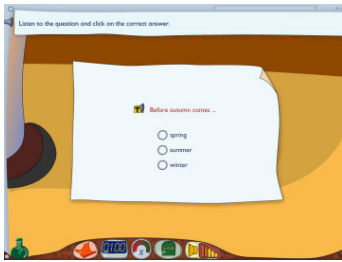 Listen to the question and click on the correct answer.
Before autumn comes ...
spring
summer
winter